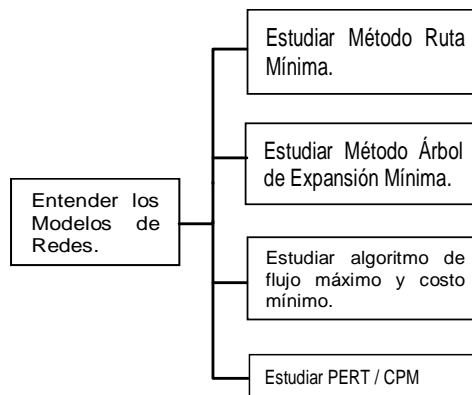 Entender los
Modelos de
Redes.
Estudiar Método Ruta
Mínima.
Estudiar Método Árbol
de Expansión Mínima.
Estudiar algoritmo de
flujo máximo y costo
mínimo.
Estudiar PERT / CPM